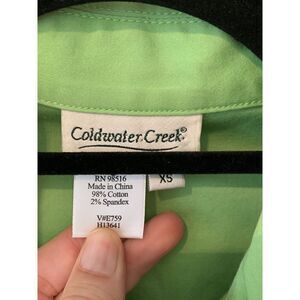 Coldwater Creek®
XS
RN 98516
Made in China
98% Cotton
2% Spandex
V#E759
H13641